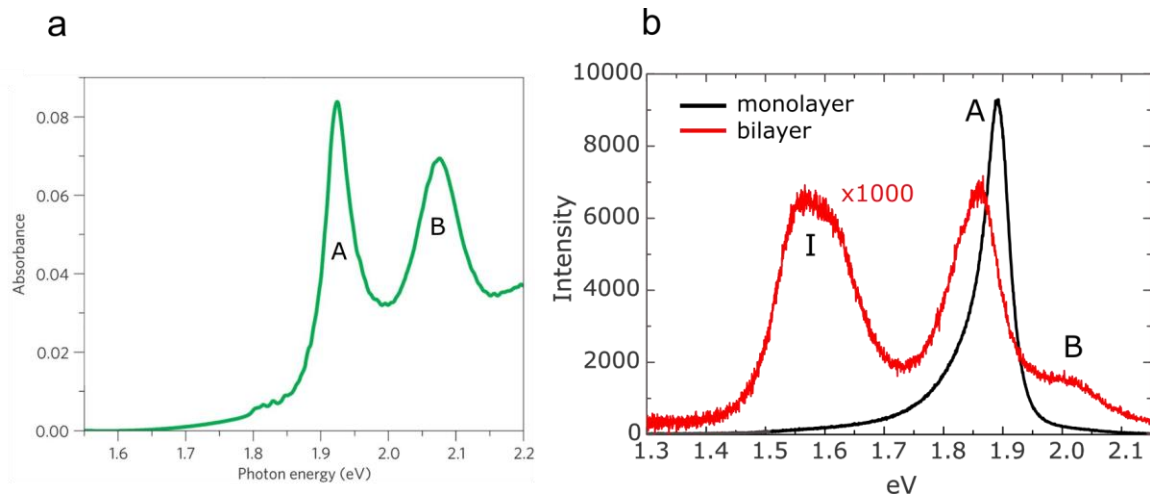 a
Absorbance
0.08
0.06
0.04
0.02
0.00
A
B
1.6 1.7 1.8 1.9 2.0 2.1 2.2
Photon energy (eV)
b
Intensity
10000
8000
6000
4000
2000
0
monolayer
bilayer
x1000
I
A
B
1.3 1.4 1.5 1.6 1.7 1.8 1.9 2.0 2.1
eV